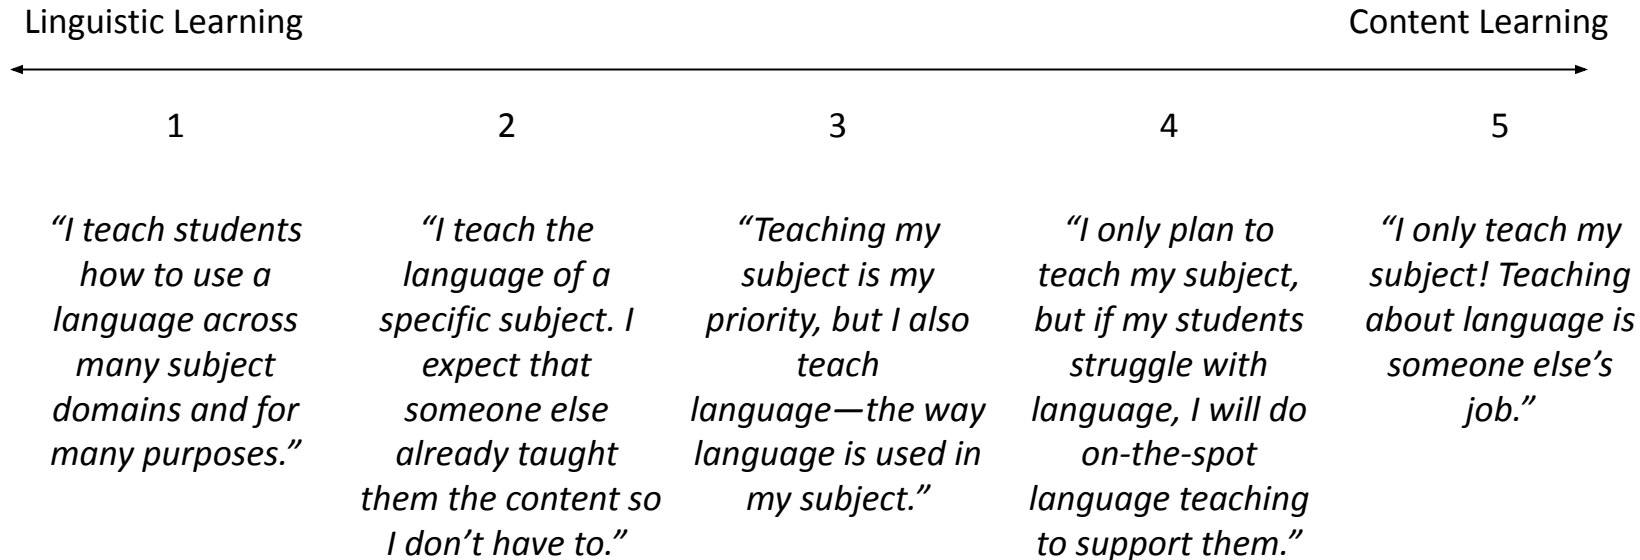 Linguistic Learning
Content Learning
1
2
3
4
5
“I teach students
how to use a
language across
many subject
domains and for
many purposes.”
“I teach the
language of a
specific subject. I
expect that
someone else
already taught
them the content so
I don’t have to.”
“Teaching my
subject is my
priority, but I also
teach
language—the way
language is used in
my subject.”
“I only plan to
teach my subject,
but if my students
struggle with
language, I will do
on-the-spot
language teaching
to support them.”
“I only teach my
subject! Teaching
about language is
someone else’s
job.”